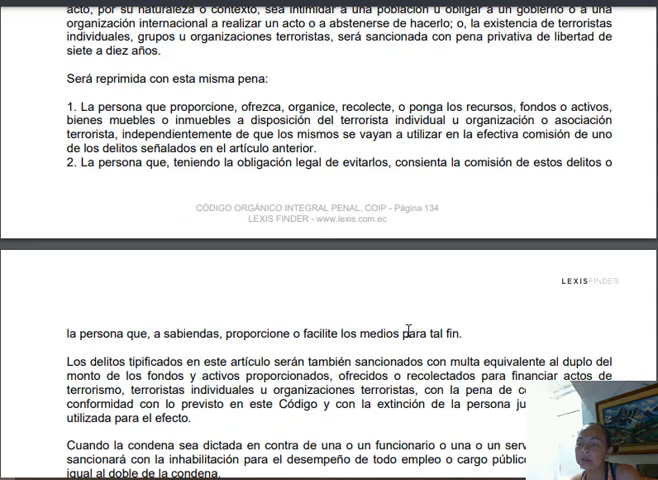 acto, por su naturaleza o contexto, sea intimidar a una población u obligar a un gobierno o a una
organización internacional a realizar un acto o a abstenerse de hacerlo; o, la existencia de terroristas
individuales, grupos u organizaciones terroristas, será sancionada con pena privativa de libertad de
siete a diez años.
Será reprimida con esta misma pena:
1. La persona que proporcione, ofrezca, organice, recolecte, o ponga los recursos, fondos o activos,
bienes muebles o inmuebles a disposición del terrorista individual u organización o asociación
terrorista, independientemente de que los mismos se vayan a utilizar en la efectiva comisión de uno
de los delitos señalados en el artículo anterior.
2. La persona que, teniendo la obligación legal de evitarlos, consienta la comisión de estos delitos o
CÓDIGO ORGÁNICO INTEGRAL PENAL, COIP - Página 134
LEXIS FINDER - www.lexis.com.ec
LEXISFINDER
la persona que, a sabiendas, proporcione o facilite los medios para tal fin.
Los delitos tipificados en este artículo serán también sancionados con multa equivalente al duplo del
monto de los fondos y activos proporcionados, ofrecidos o recolectados para financiar actos de
terrorismo, terroristas individuales u organizaciones terroristas, con la pena de
conformidad con lo previsto en este Código y con la extinción de la persona
utilizada para el efecto.
Cuando la condena sea dictada en contra de una o un funcionario o una o un
sancionará con la inhabilitación para el desempeño de todo empleo o cargo
igual al doble de la condena.